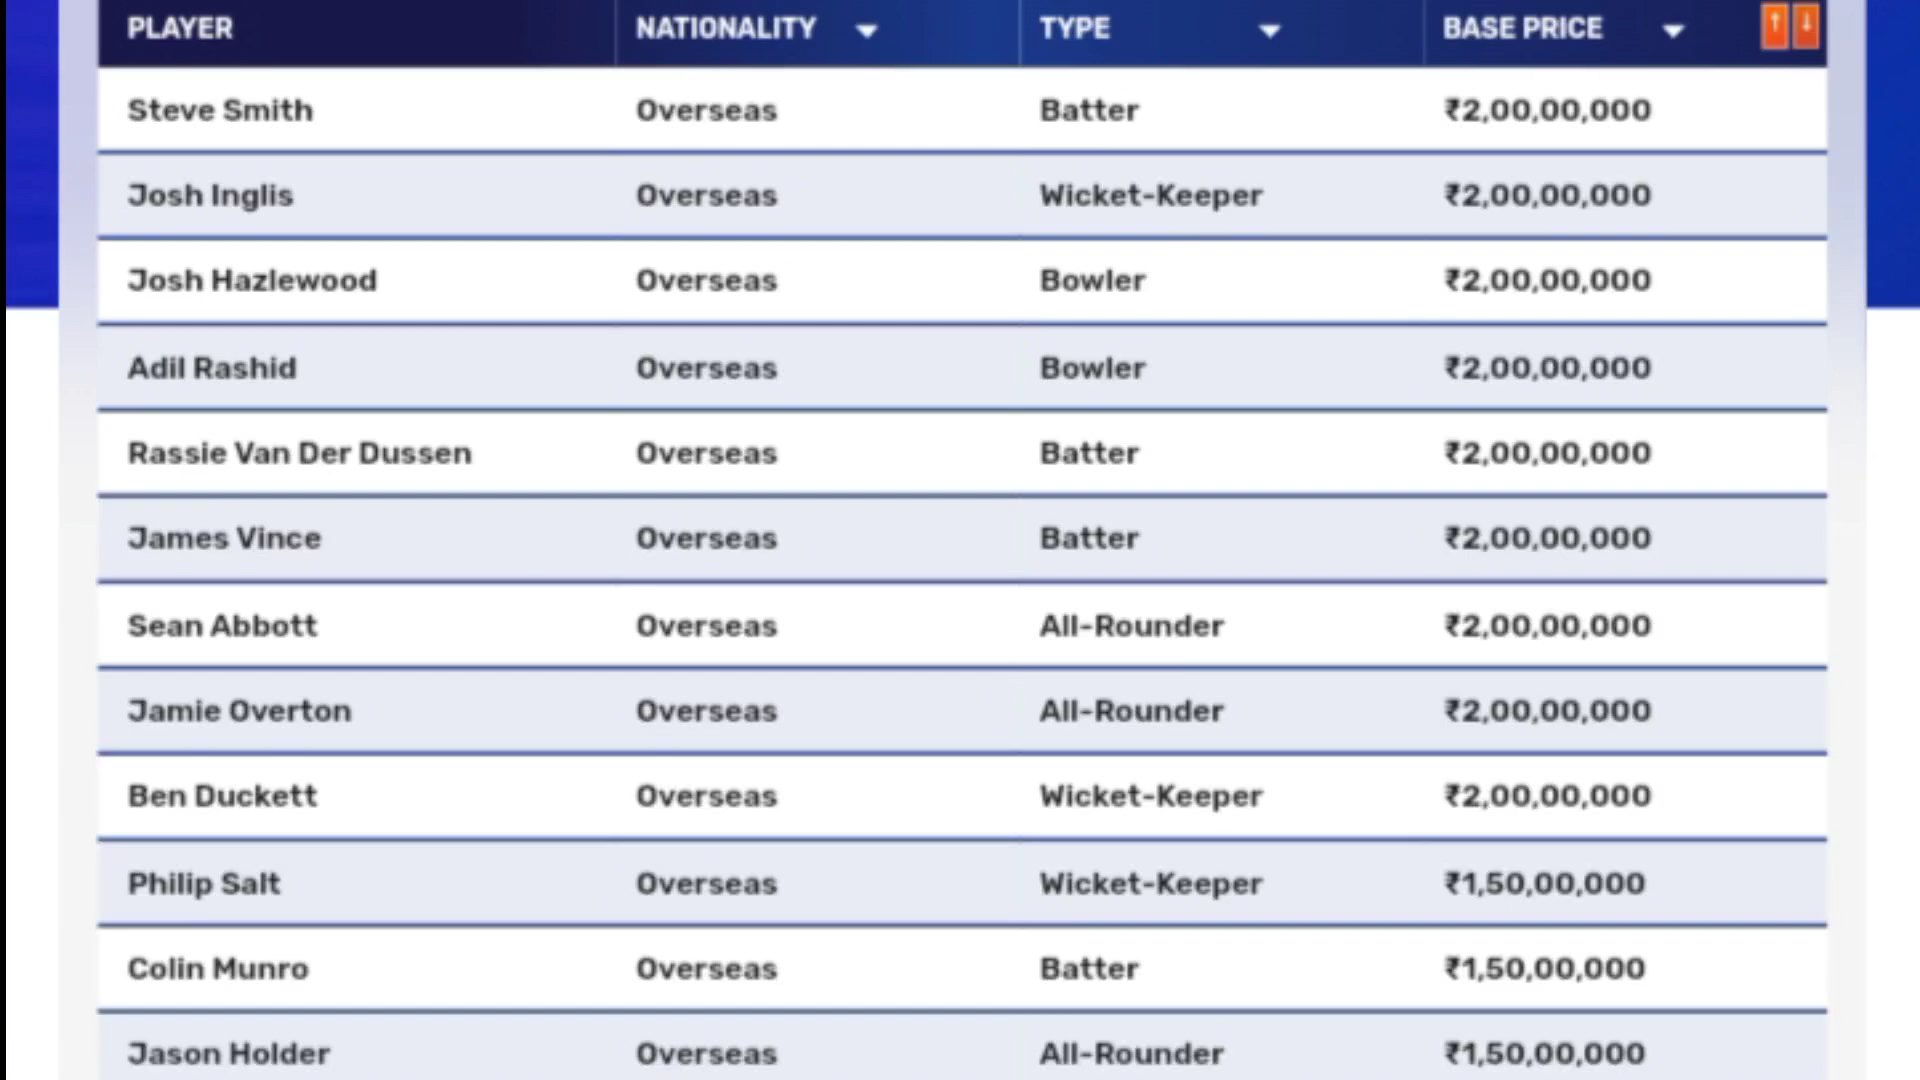 PLAYER NATIONALITY TYPE BASE PRICE
Steve Smith Overseas Batter ₹2,00,00,000
Josh Inglis Overseas Wicket-Keeper ₹2,00,00,000
Josh Hazlewood Overseas Bowler ₹2,00,00,000
Adil Rashid Overseas Bowler ₹2,00,00,000
Rassie Van Der Dussen Overseas Batter ₹2,00,00,000
James Vince Overseas Batter ₹2,00,00,000
Sean Abbott Overseas All-Rounder ₹2,00,00,000
Jamie Overton Overseas All-Rounder ₹2,00,00,000
Ben Duckett Overseas Wicket-Keeper ₹2,00,00,000
Philip Salt Overseas Wicket-Keeper ₹1,50,00,000
Colin Munro Overseas Batter ₹1,50,00,000
Jason Holder Overseas All-Rounder ₹1,50,00,000